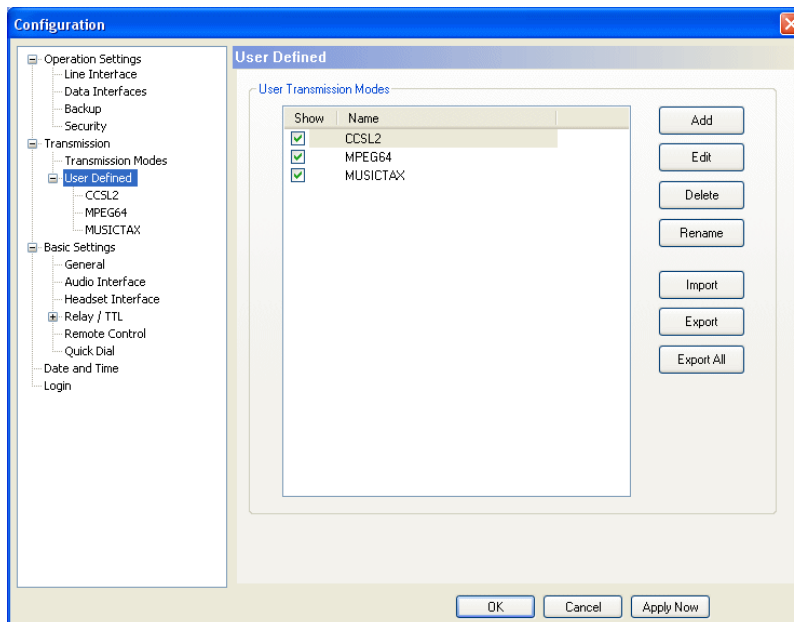 Configuration
Operation Settings
Line Interface
Data Interfaces
Backup
Security
Transmission
Transmission Modes
User Defined
CCSL2
MPEG64
MUSICTAX
Basic Settings
General
Audio Interface
Headset Interface
Relay / TTL
Remote Control
Quick Dial
Date and Time
Login
User Defined
User Transmission Modes
Show Name
CCSL2
MPEG64
MUSICTAX
Add
Edit
Delete
Rename
Import
Export
Export All
OK Cancel Apply Now